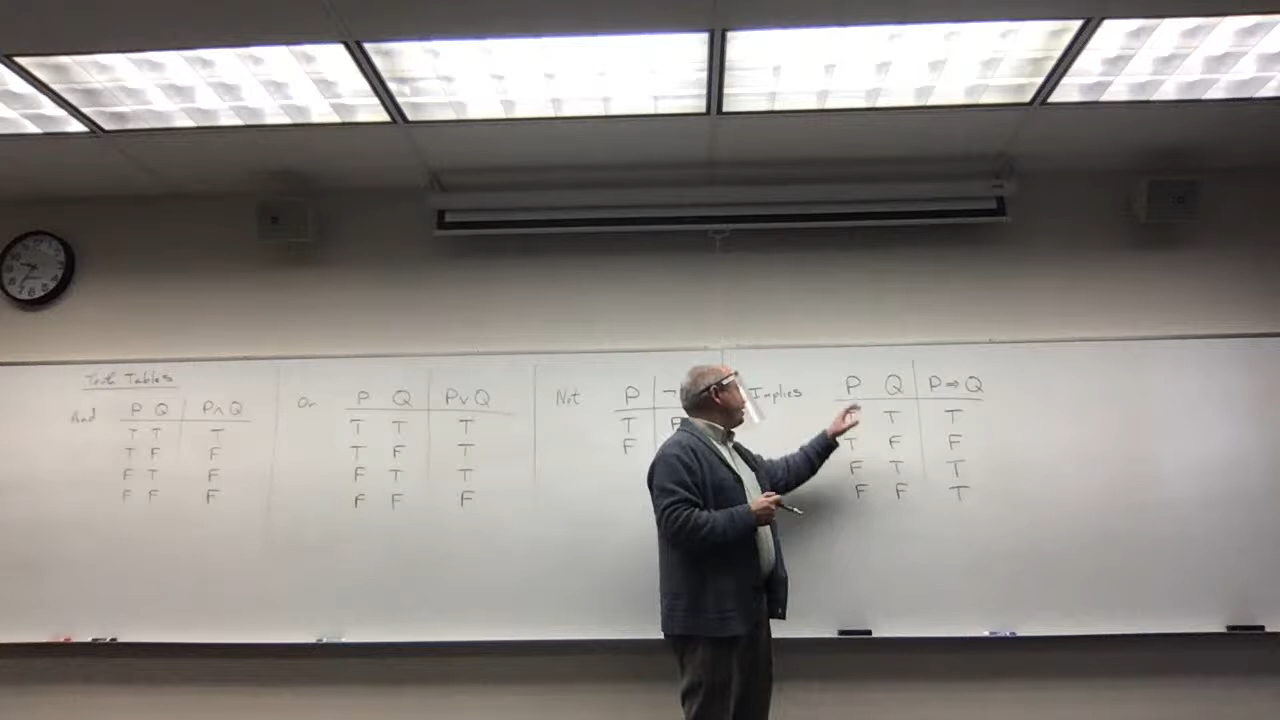 Truth Tables
And
P Q P∧Q
T T T
T F F
F T F
F F F
Or
P Q P∨Q
T T T
T F T
F T T
F F F
Not
P ¬
T F
F
Implies
P Q P⇒Q
T T T
T F F
F T T
F F T